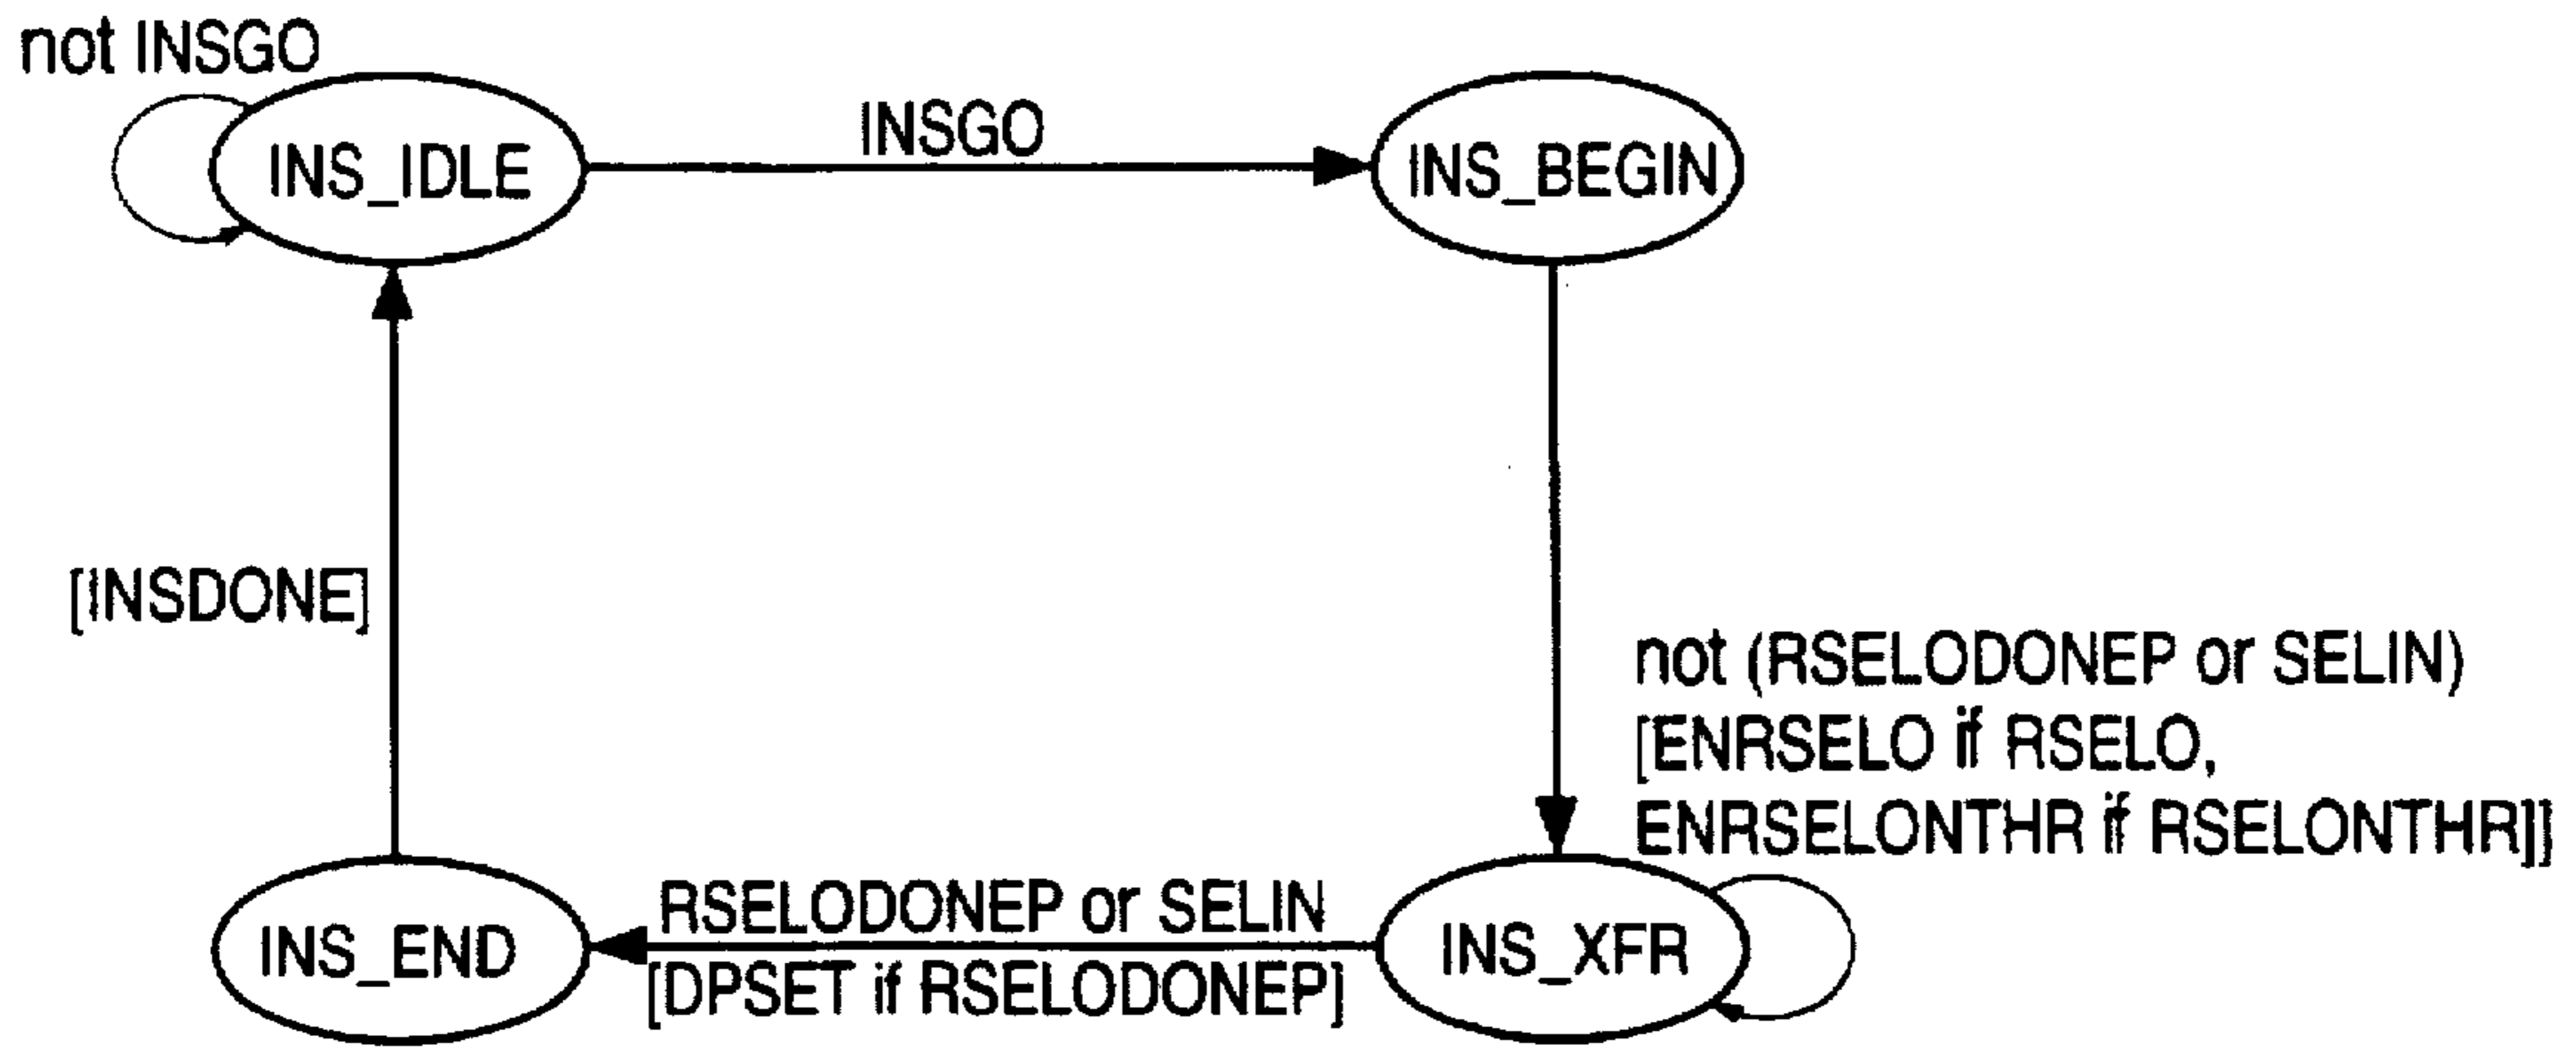 not INSGO
INS_IDLE
INSGO
INS_BEGIN
[INSDONE]
not (RSELODONEP or SELIN)
[ENRSELO if RSELO,
ENRSELONTHR if RSELONTHR]]
INS_END
RSELODONEP or SELIN
[DPSET if RSELODONEP]
INS_XFR